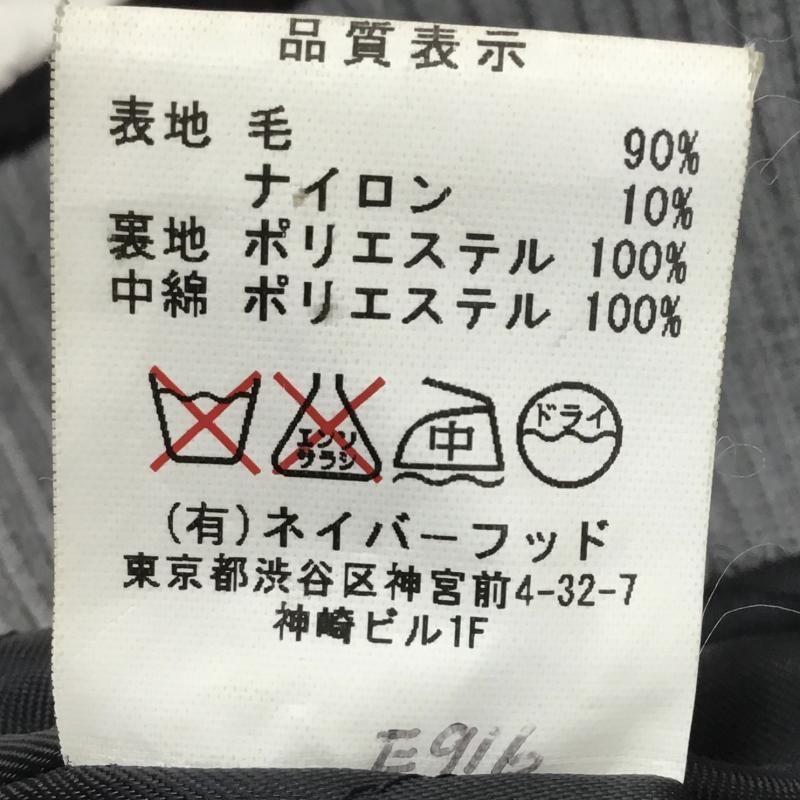 品質表示
表地 毛 90%
ナイロン 10%
裏地 ポリエステル 100%
中綿 ポリエステル 100%
エンソ サラシ 中 ドライ
(有)ネイバーフッド
東京都渋谷区神宮前4-32-7
神崎ビル1F
E916